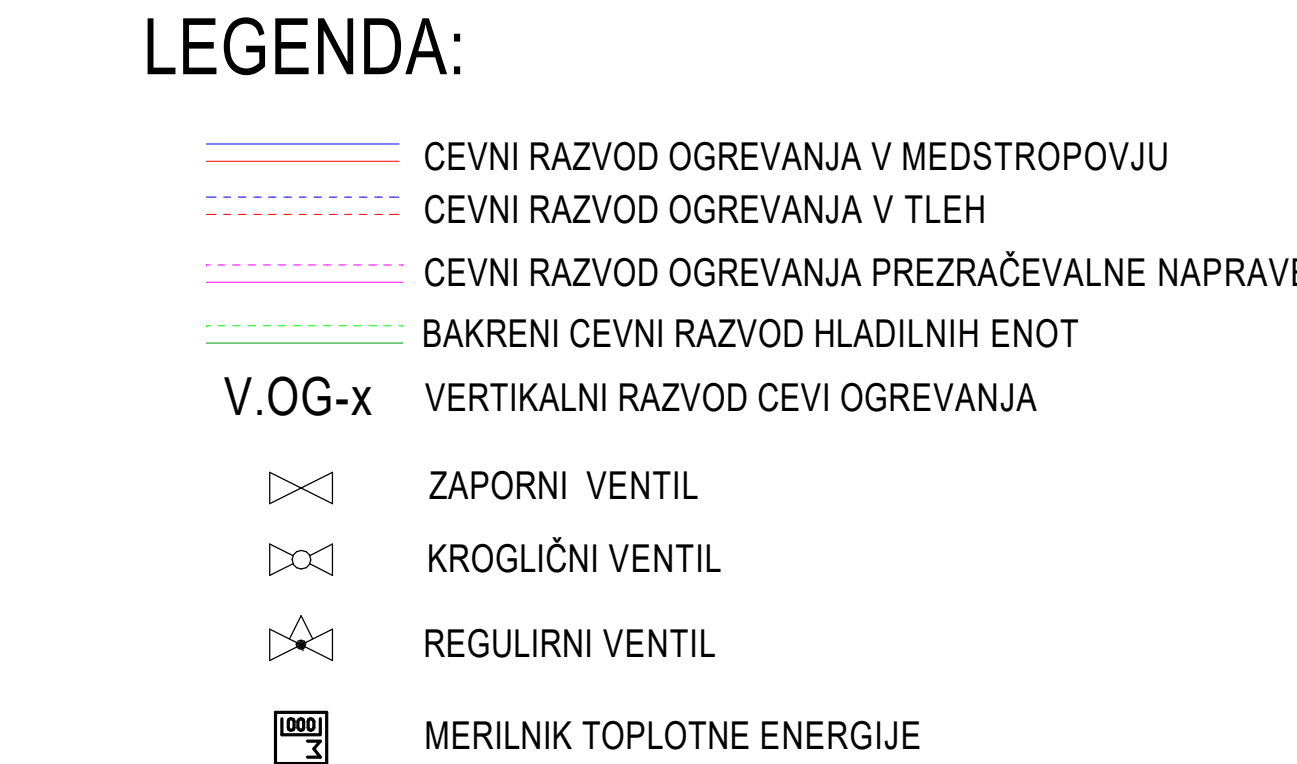 LEGENDA:
CEVNI RAZVOD OGREVANJA V MEDSTROPOVJU
CEVNI RAZVOD OGREVANJA V TLEH
CEVNI RAZVOD OGREVANJA PREZRAČEVALNE NAPRAVE
BAKRENI CEVNI RAZVOD HLADILNIH ENOT
V.OG-x VERTIKALNI RAZVOD CEVI OGREVANJA
ZAPORNI VENTIL
KROGLIČNI VENTIL
REGULIRNI VENTIL
MERILNIK TOPLOTNE ENERGIJE